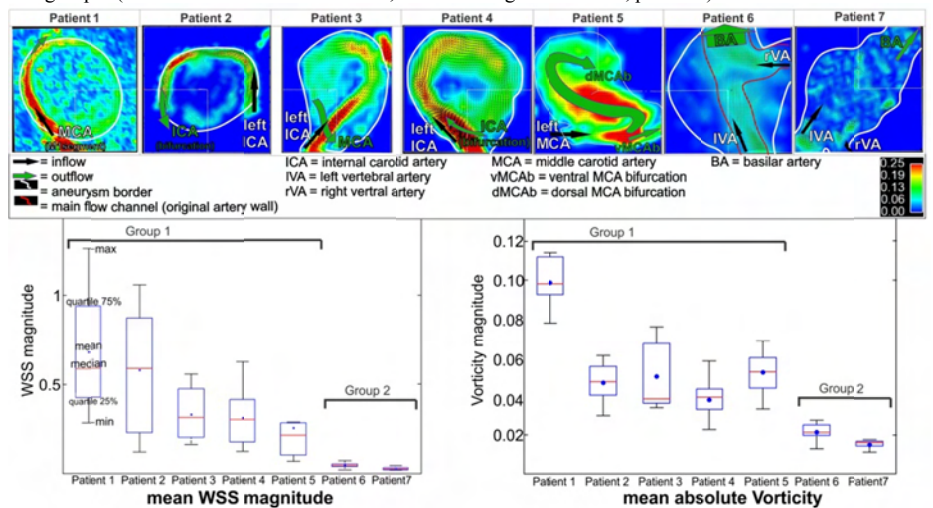 Patient 1 Patient 2 Patient 3 Patient 4 Patient 5 Patient 6 Patient 7
MCA
ICA
(bifurcation)
left
ICA
left
ICA
MCA
left
ICA
ICA
(bifurcation)
dMCAb
left
MCA
vMCAb
BA
rVA
lVA
BA
lVA
rVA
inflow
outflow
aneurysm border
main flow channel (original artery wall)
ICA = internal carolid artery
lVA = left vertebral artery
rVA = right vertral artery
MCA = middle carotid artery
vMCAb = ventral MCA bifurcation
dMCAb = dorsal MCA bifurcation
BA = basilar artery
0.25
0.19
0.13
0.06
0.00
Group 1
max
quartile 75%
mean
median
quartile 25%
min
Group 2
WSS magnitude
1
0.5
Patient 1 Patient 2 Patient 3 Patient 4 Patient 5 Patient 6 Patient7
mean WSS magnitude
Group 1
Group 2
Vorticity magnitude
0.12
0.10
0.08
0.06
0.04
0.02
Patient 1 Patient 2 Patient 3 Patient 4 Patient 5 Patient 6 Patient7
mean absolute Vorticity